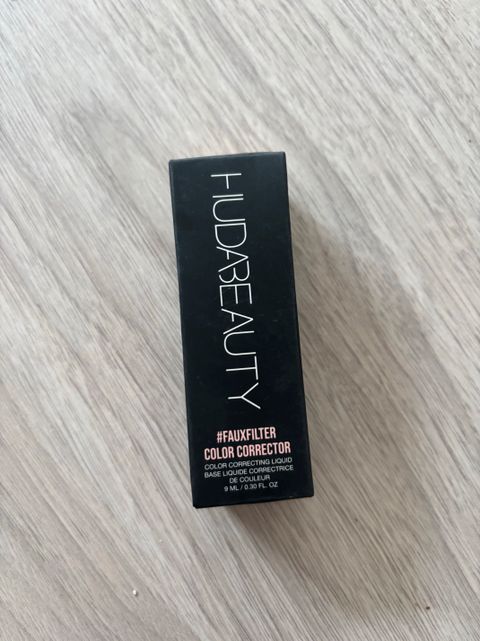 HUDABEAUTY
#FAUXFILTER
COLOR CORRECTOR
COLOR CORRECTING LIQUID
BASE LIQUIDE CORRECTRICE
DE COULEUR
9 ML / 0.30 FL. OZ